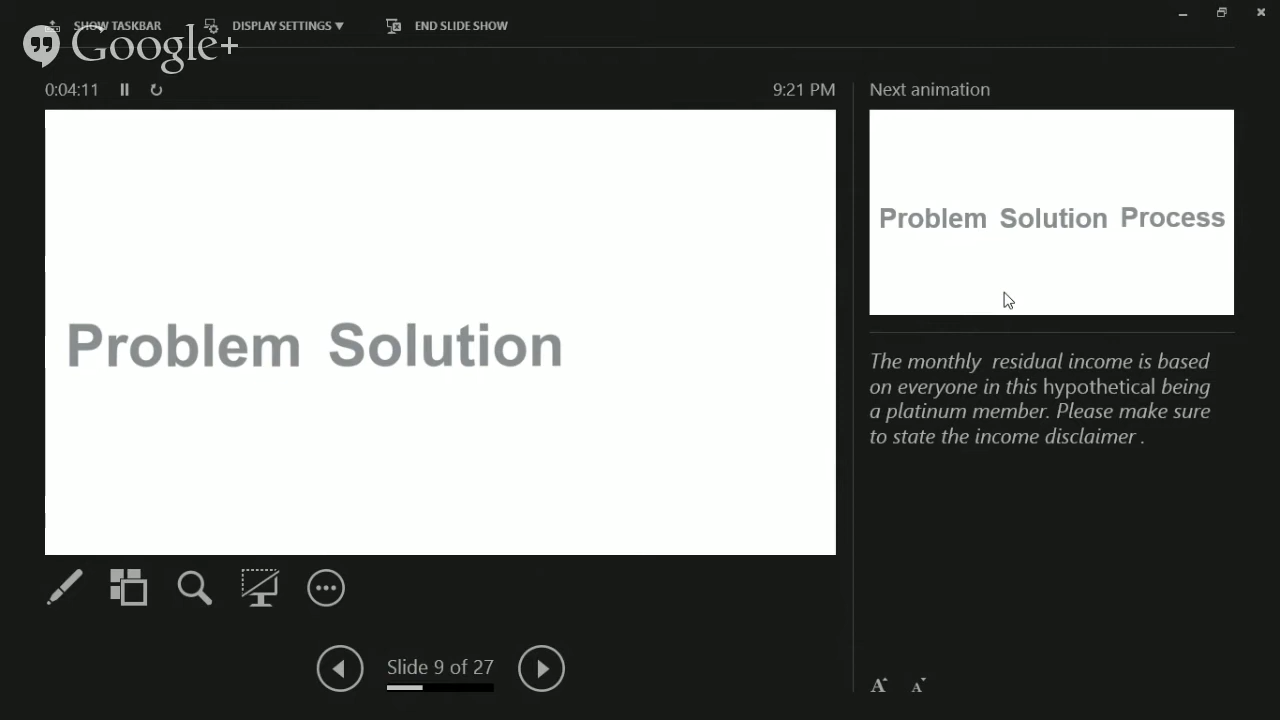 SHOW TASKBAR
DISPLAY SETTINGS ▼
END SLIDE SHOW
Google+
0:04:11
9:21 PM
Next animation
Problem Solution
Problem Solution Process
The monthly residual income is based
on everyone in this hypothetical being
a platinum member. Please make sure
to state the income disclaimer .
Slide 9 of 27
A A